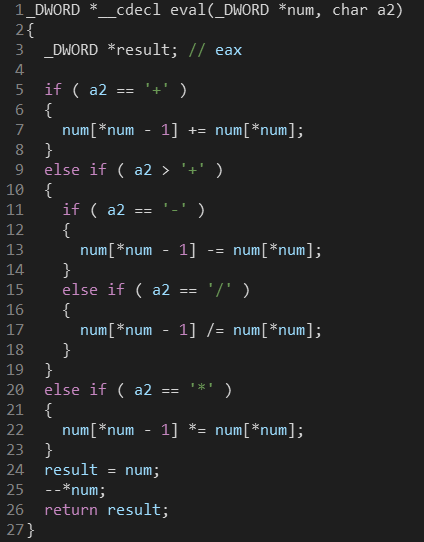 1 _DWORD *__cdecl eval(_DWORD *num, char a2)
2 {
3   _DWORD *result; // eax
4
5   if ( a2 == '+' )
6   {
7     num[*num - 1] += num[*num];
8   }
9   else if ( a2 > '+' )
10   {
11     if ( a2 == '-' )
12     {
13       num[*num - 1] -= num[*num];
14     }
15     else if ( a2 == '/' )
16     {
17       num[*num - 1] /= num[*num];
18     }
19   }
20   else if ( a2 == '*' )
21   {
22     num[*num - 1] *= num[*num];
23   }
24   result = num;
25   --*num;
26   return result;
27 }